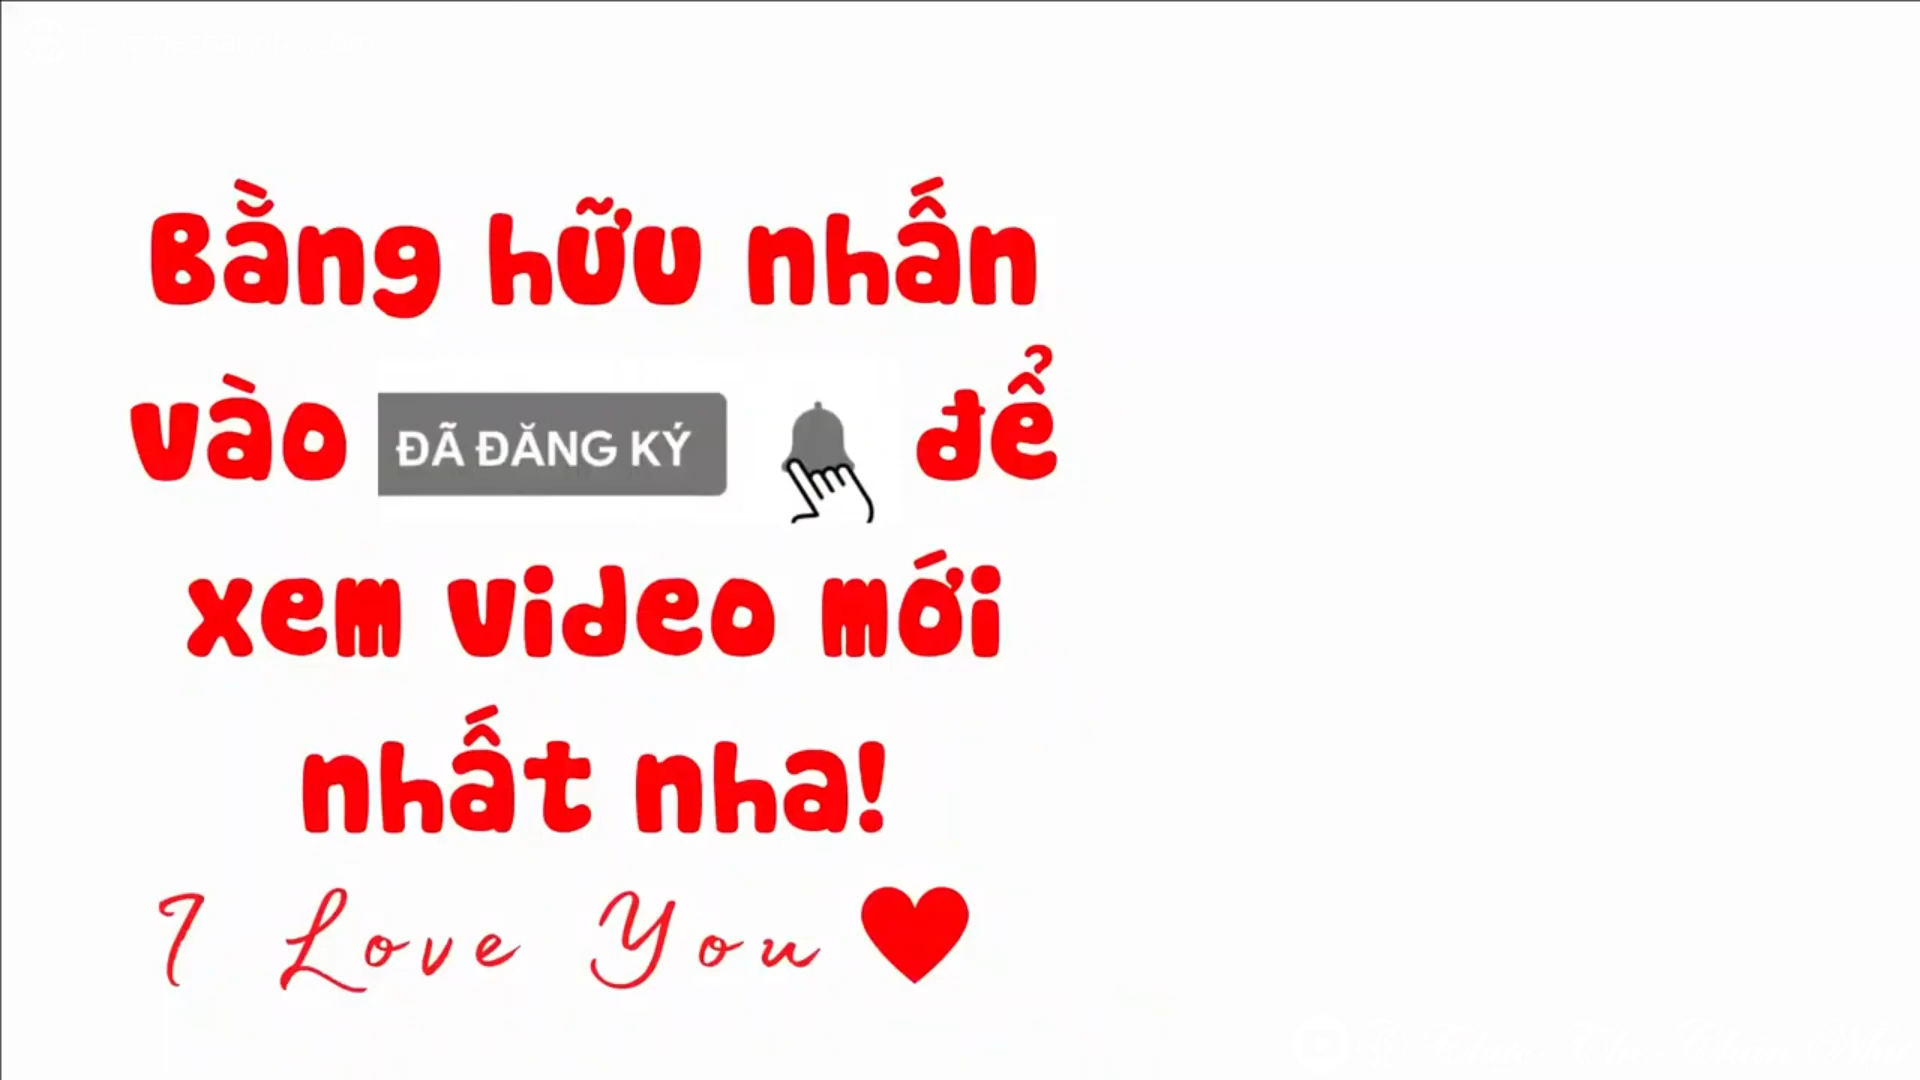 Bằng hữu nhấn
vào ĐÃ ĐĂNG KÝ để
xem video mới
nhất nha!
I Love You